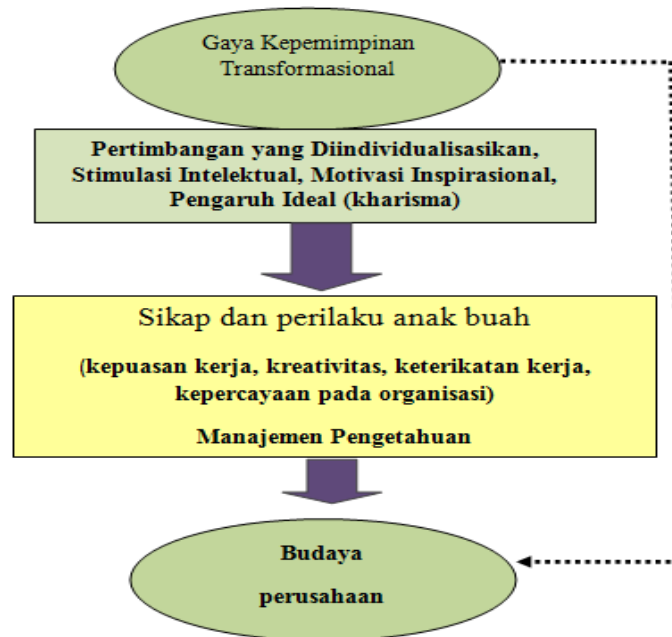 Gaya Kepemimpinan
Transformasional
Pertimbangan yang Diindividualisasikan,
Stimulasi Intelektual, Motivasi Inspirasional,
Pengaruh Ideal (kharisma)
Sikap dan perilaku anak buah
(kepuasan kerja, kreativitas, keterikatan kerja,
kepercayaan pada organisasi)
Manajemen Pengetahuan
Budaya
perusahaan